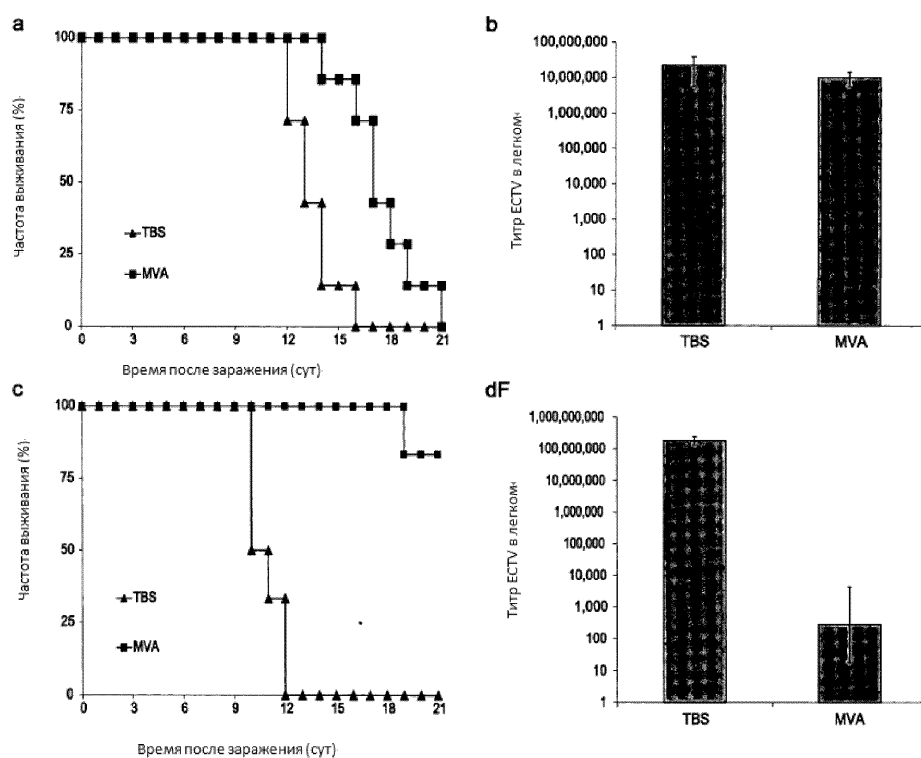 a
100
75
50
25
0
Частота выживания (%)
TBS
MVA
0 3 6 9 12 15 18 21
Время после заражения (сут)
b
100,000,000
10,000,000
1,000,000
100,000
10,000
1,000
100
10
1
Титр ECTV в легком
TBS MVA
c
100
75
50
25
0
Частота выживания (%)
TBS
MVA
0 3 6 9 12 15 18 21
Время после заражения (сут)
dF
1,000,000,000
100,000,000
10,000,000
1,000,000
100,000
10,000
1,000
100
10
1
Титр ECTV в легком
TBS MVA